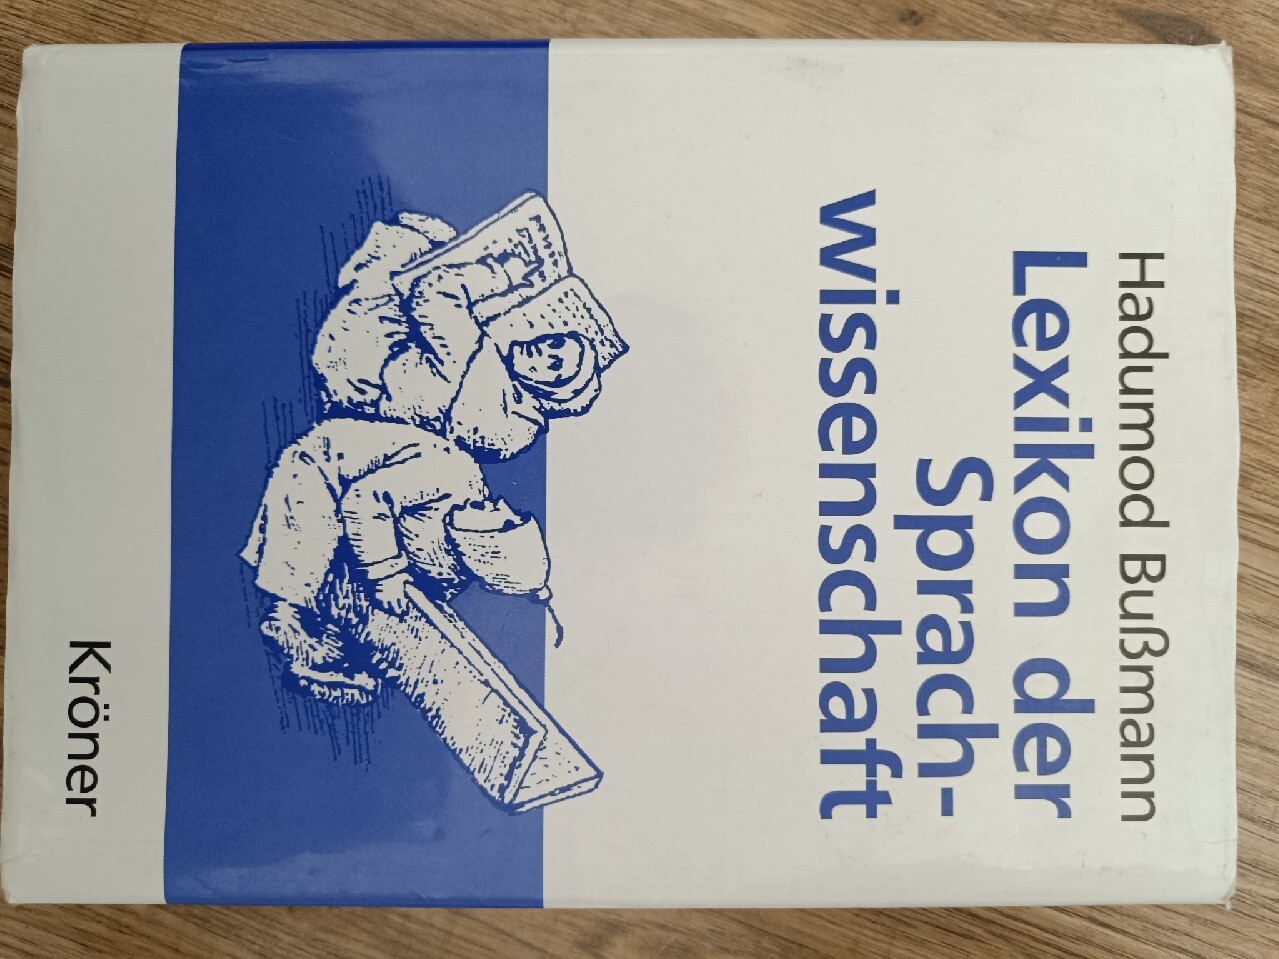 Hadumod Bußmann
Lexikon der
Sprach-
wissenschaft
Kröner